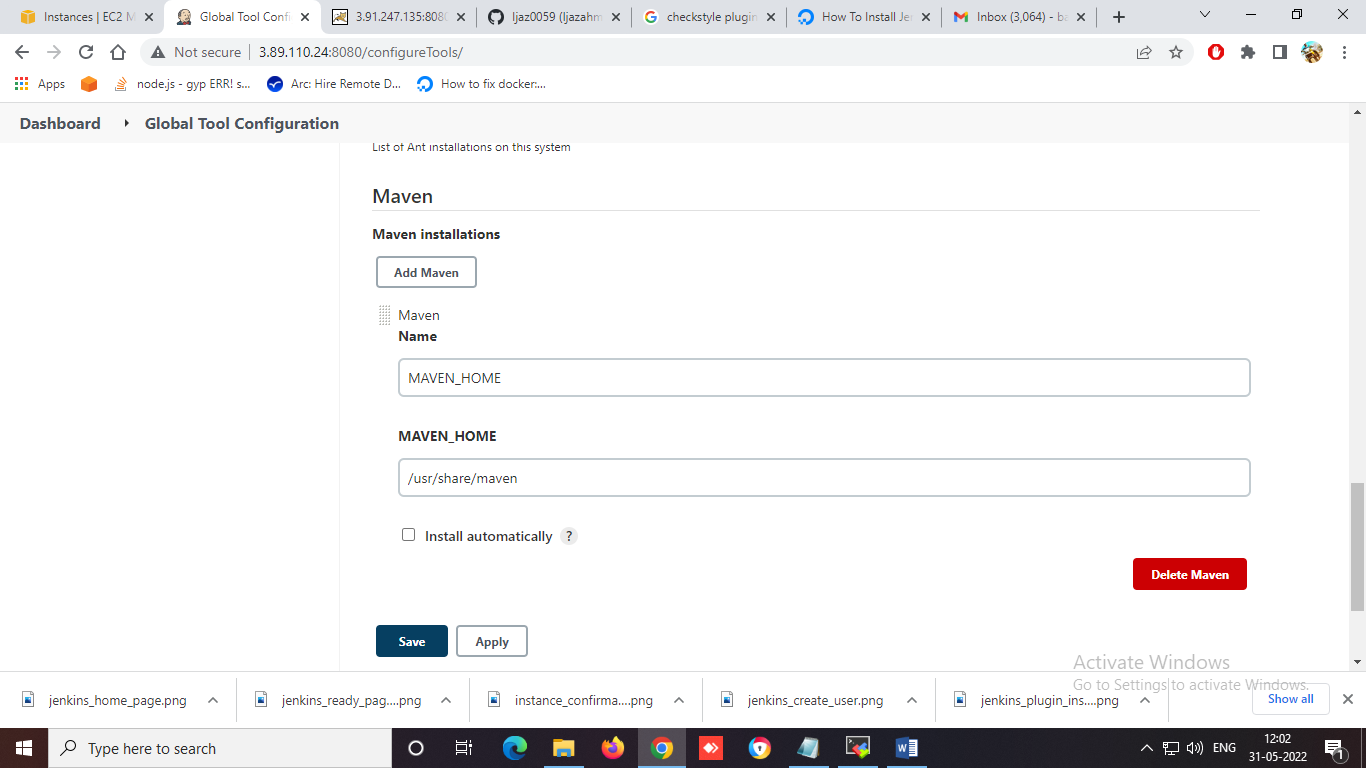 Instances | EC2 M
Global Tool Confi
3.91.247.135:808
Ijaz0059 (Ijazahm
checkstyle plugin
How To Install Je
Inbox (3,064) - ba
Not secure
3.89.110.24:8080/configureTools/
Apps
node.js - gyp ERR! s...
Arc: Hire Remote D...
How to fix docker:...
Dashboard
Global Tool Configuration
List of Ant installations on this system
Maven
Maven installations
Add Maven
Maven
Name
MAVEN_HOME
MAVEN_HOME
/usr/share/maven
Install automatically ?
Delete Maven
Save
Apply
Activate Windows
Go to Settings to activate Windows.
jenkins_home_page.png
jenkins_ready_pag....png
instance_confirma....png
jenkins_create_user.png
jenkins_plugin_ins....png
Show all
Type here to search
ENG
12:02
31-05-2022
1